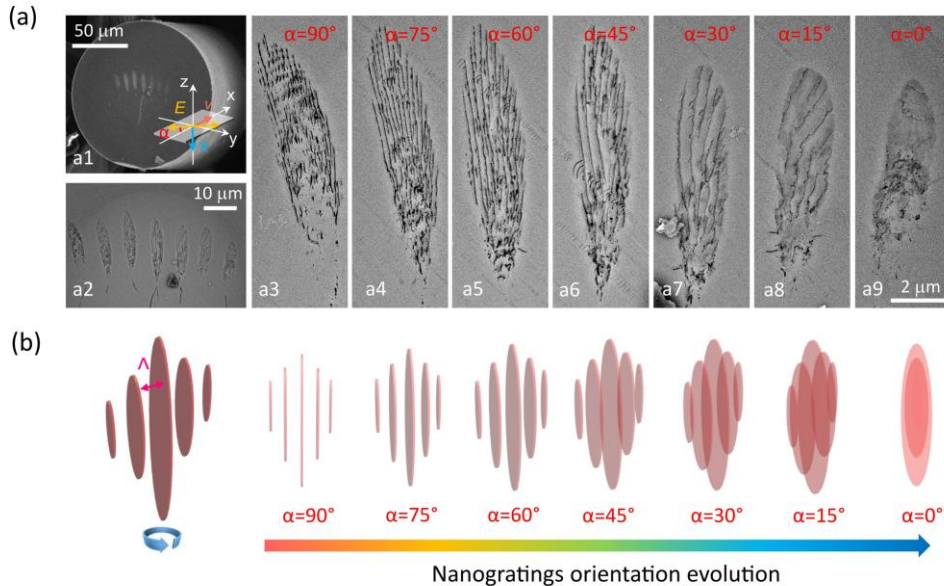 (a)
50 μm
z
x
E
v
α
y
k
a1
10 μm
a2
α=90°
a3
α=75°
a4
α=60°
a5
α=45°
a6
α=30°
a7
α=15°
a8
α=0°
a9
2 μm
(b)
Λ
α=90°
α=75°
α=60°
α=45°
α=30°
α=15°
α=0°
Nanogratings orientation evolution